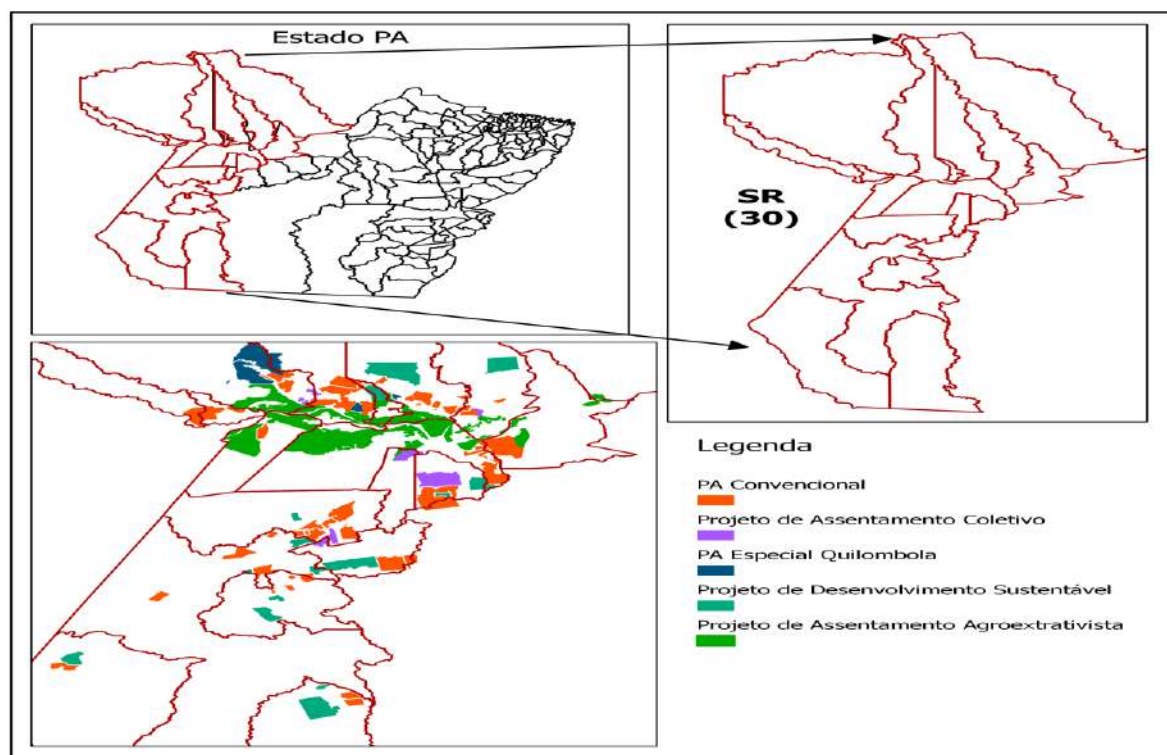 Estado PA
SR
(30)
Legenda
PA Convencional
Projeto de Assentamento Coletivo
PA Especial Quilombola
Projeto de Desenvolvimento Sustentável
Projeto de Assentamento Agroextrativista